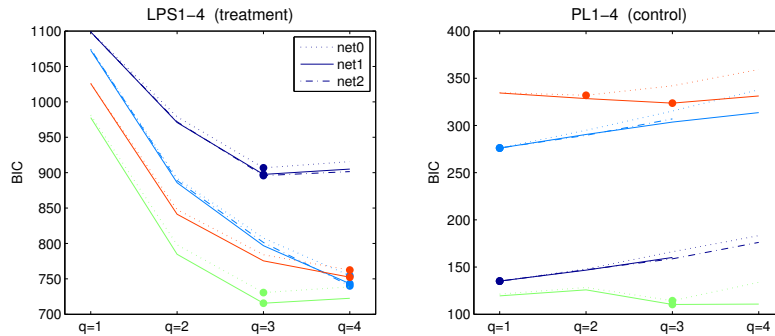 LPS1−4 (treatment)
1100
1050
1000
950
900
850
800
750
700
BIC
q=1
q=2
q=3
q=4
net0
net1
net2
PL1−4 (control)
400
350
300
250
200
150
100
BIC
q=1
q=2
q=3
q=4